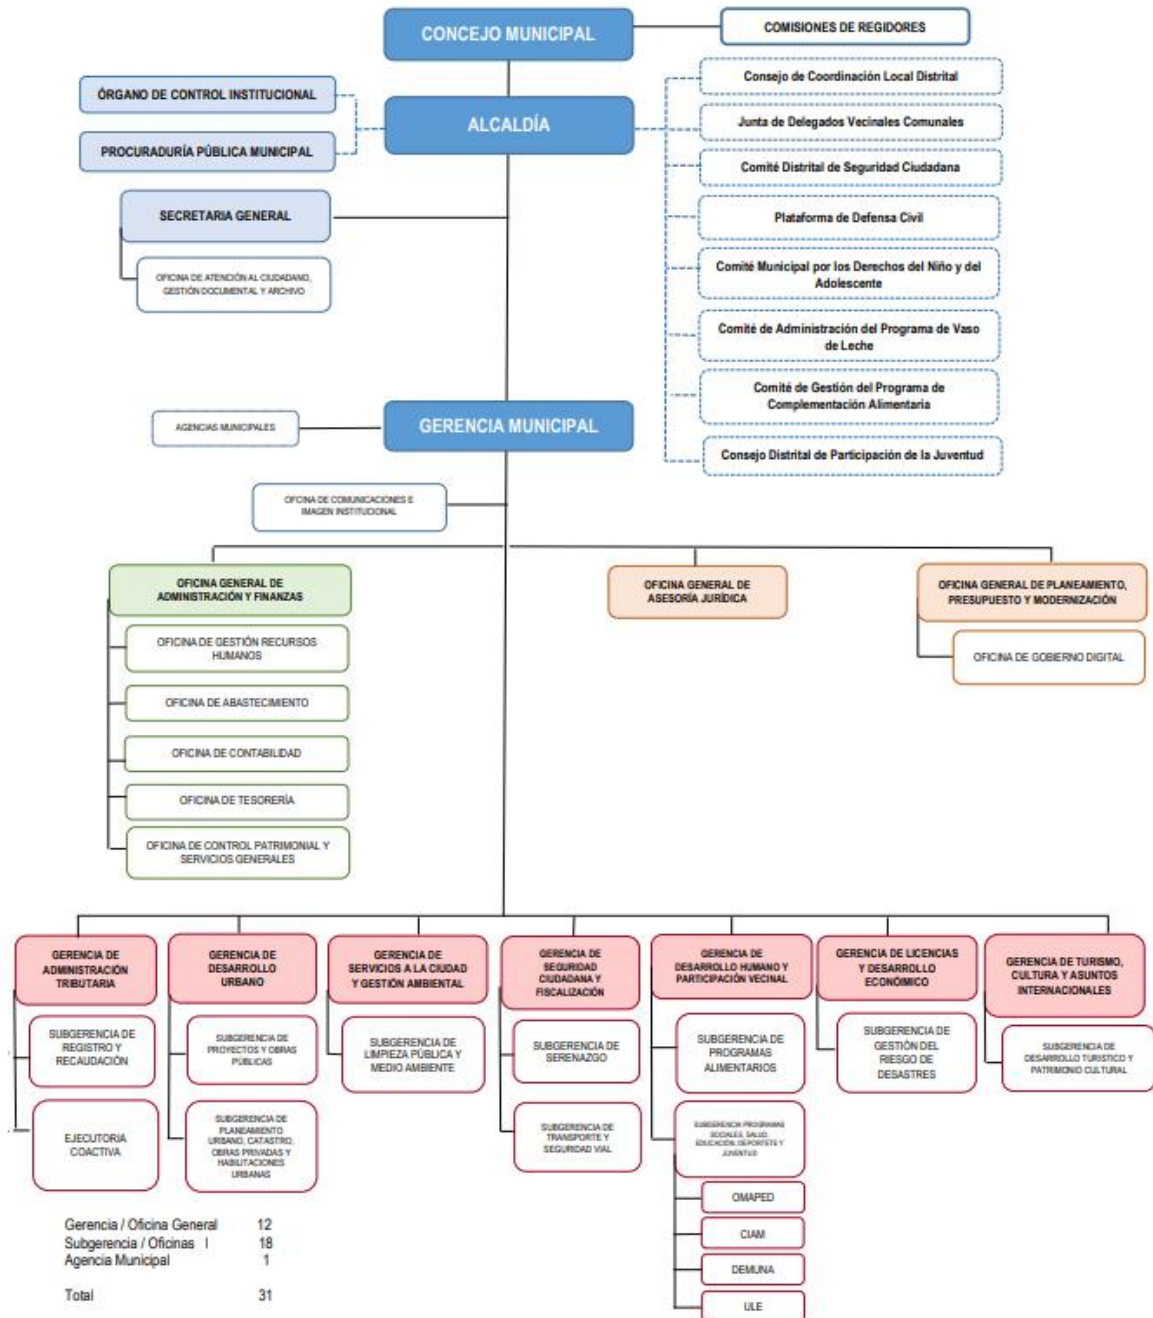 CONCEJO MUNICIPAL
COMISIONES DE REGIDORES
ÓRGANO DE CONTROL INSTITUCIONAL
PROCURADURÍA PÚBLICA MUNICIPAL
ALCALDÍA
Consejo de Coordinación Local Distrital
Junta de Delegados Vecinales Comunales
Comité Distrital de Seguridad Ciudadana
Plataforma de Defensa Civil
Comité Municipal por los Derechos del Niño y del
Adolescente
Comité de Administración del Programa de Vaso
de Leche
Comité de Gestión del Programa de
Complementación Alimentaria
Consejo Distrital de Participación de la Juventud
SECRETARIA GENERAL
OFICINA DE ATENCIÓN AL CIUDADANO,
GESTIÓN DOCUMENTAL Y ARCHIVO
AGENCIAS MUNICIPALES
GERENCIA MUNICIPAL
OFICINA DE COMUNICACIONES E
IMAGEN INSTITUCIONAL
OFICINA GENERAL DE
ADMINISTRACIÓN Y FINANZAS
OFICINA DE GESTIÓN RECURSOS
HUMANOS
OFICINA DE ABASTECIMIENTO
OFICINA DE CONTABILIDAD
OFICINA DE TESORERÍA
OFICINA DE CONTROL PATRIMONIAL Y
SERVICIOS GENERALES
OFICINA GENERAL DE
ASESORÍA JURÍDICA
OFICINA GENERAL DE PLANEAMIENTO,
PRESUPUESTO Y MODERNIZACIÓN
OFICINA DE GOBIERNO DIGITAL
GERENCIA DE
ADMINISTRACIÓN
TRIBUTARIA
SUBGERENCIA DE
REGISTRO Y
RECAUDACIÓN
EJECUTORIA
COACTIVA
GERENCIA DE
DESARROLLO
URBANO
SUBGERENCIA DE
PROYECTOS Y OBRAS
PÚBLICAS
SUBGERENCIA DE
PLANEAMIENTO
URBANO, CATASTRO,
OBRAS PRIVADAS Y
HABILITACIONES
URBANAS
GERENCIA DE
SERVICIOS A LA CIUDAD
Y GESTIÓN AMBIENTAL
SUBGERENCIA DE
LIMPIEZA PÚBLICA Y
MEDIO AMBIENTE
GERENCIA DE
SEGURIDAD
CIUDADANA Y
FISCALIZACIÓN
SUBGERENCIA DE
SERENAZGO
SUBGERENCIA DE
TRANSPORTE Y
SEGURIDAD VIAL
GERENCIA DE
DESARROLLO HUMANO Y
PARTICIPACIÓN VECINAL
SUBGERENCIA DE
PROGRAMAS
ALIMENTARIOS
SUBGERENCIA PROGRAMAS
SOCIALES, SALUD,
EDUCACIÓN, DEPORTE Y
JUVENTUD
OMAPED
CIAM
DEMUNA
ULE
GERENCIA DE LICENCIAS
Y DESARROLLO
ECONÓIMICO
SUBGERENCIA DE
GESTIÓN DEL
RIESGO DE
DESASTRES
GERENCIA DE TURISMO,
CULTURA Y ASUNTOS
INTERNACIONALES
SUBGERENCIA DE
DESARROLLO TURISTICO Y
PATRIMONIO CULTURAL
Gerencia / Oficina General 12
Subgerencia / Oficinas I 18
Agencia Municipal 1
Total 31